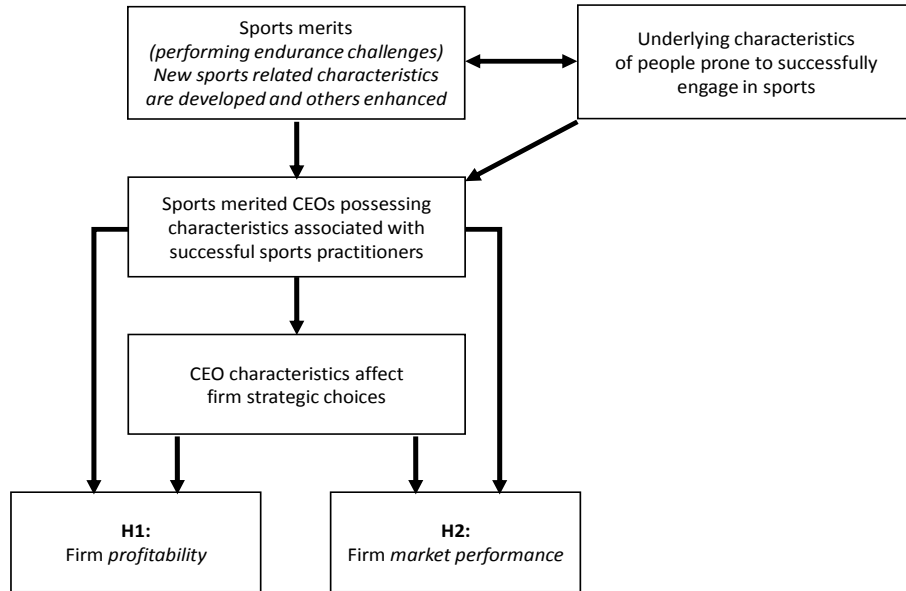 Sports merits
(performing endurance challenges)
New sports related characteristics
are developed and others enhanced
Underlying characteristics
of people prone to successfully
engage in sports
Sports merited CEOs possessing
characteristics associated with
successful sports practitioners
CEO characteristics affect
firm strategic choices
H1:
Firm profitability
H2:
Firm market performance